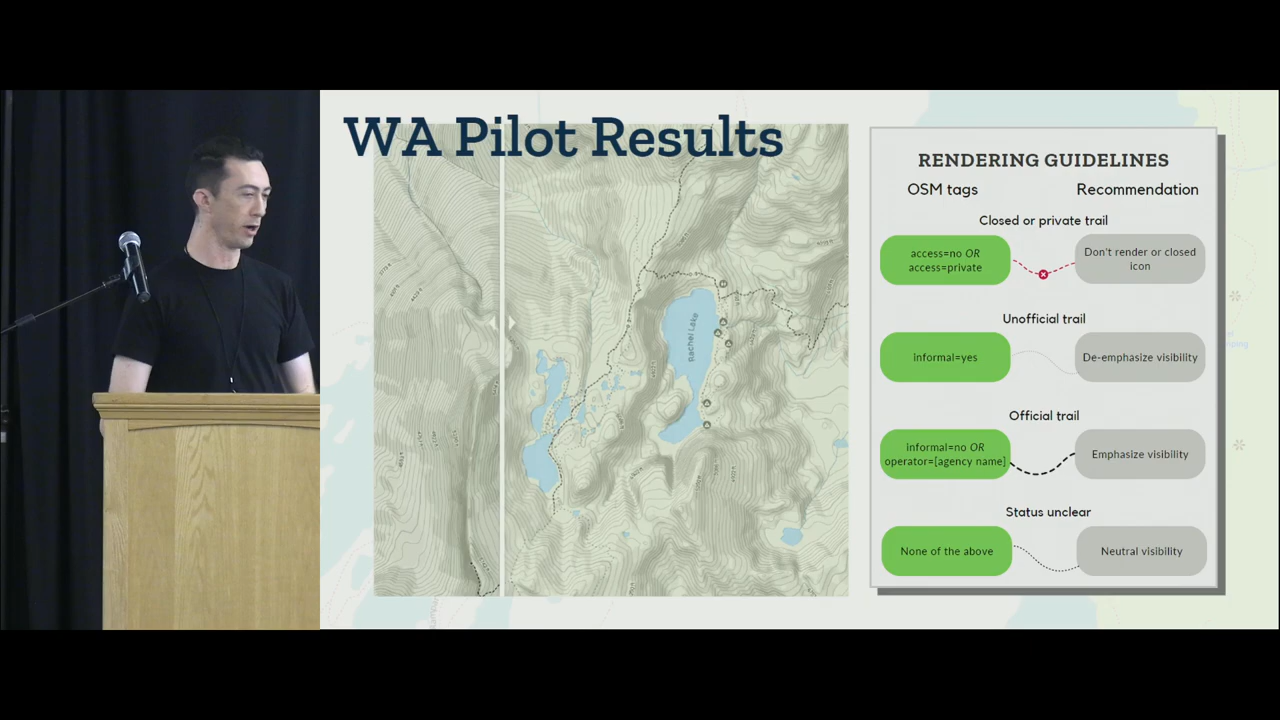 WA Pilot Results
Rachel Lake
RENDERING GUIDELINES
OSM tags
Recommendation
Closed or private trail
access=no OR
access=private
Don't render or closed
icon
Unofficial trail
informal=yes
De-emphasize visibility
Official trail
informal=no OR
operator=[agency name]
Emphasize visibility
Status unclear
None of the above
Neutral visibility